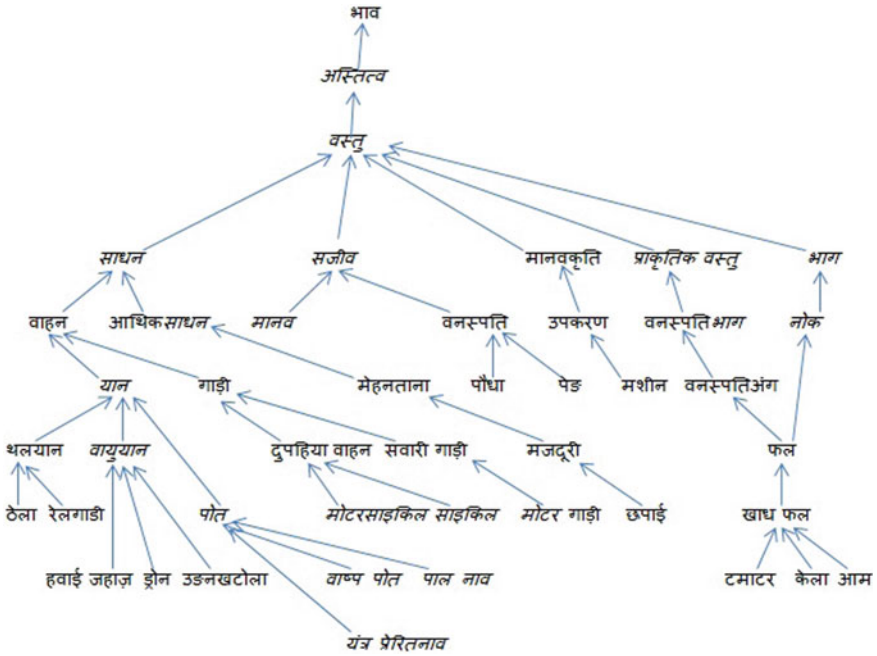 भाव
अस्तित्व
वस्तु
साधन सजीव मानवकृति प्राकृतिक वस्तु भाग
वाहन आर्थिकसाधन मानव वनस्पति उपकरण वनस्पतिभाग नोक
यान गाड़ी मेहनताना पौधा पेङ मशीन वनस्पतिअंग
थलयान वायुयान दुपहिया वाहन सवारी गाड़ी मजदूरी फल
ठेला रेलगाडी पोत मोटरसाइकिल साइकिल मोटर गाड़ी छपाई खाध फल
हवाई जहाज़ ड्रोन उङनखटोला वाष्प पोत पाल नाव टमाटर केला आम
यंत्र प्रेरितनाव